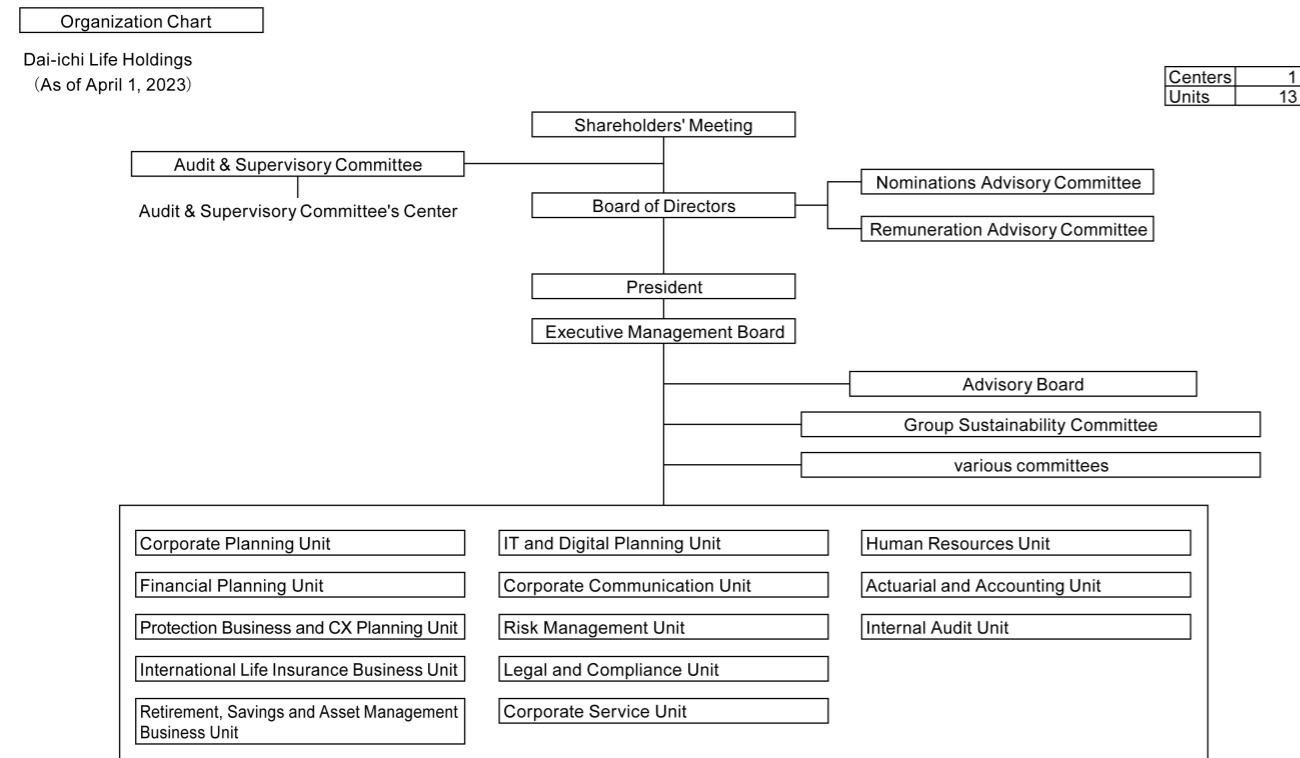 Organization Chart
Dai-ichi Life Holdings
（As of April 1, 2023）
Centers 1
Units 13
Shareholders' Meeting
Audit & Supervisory Committee
Audit & Supervisory Committee's Center
Board of Directors
Nominations Advisory Committee
Remuneration Advisory Committee
President
Executive Management Board
Advisory Board
Group Sustainability Committee
various committees
Corporate Planning Unit
Financial Planning Unit
Protection Business and CX Planning Unit
International Life Insurance Business Unit
Retirement, Savings and Asset Management
Business Unit
IT and Digital Planning Unit
Corporate Communication Unit
Risk Management Unit
Legal and Compliance Unit
Corporate Service Unit
Human Resources Unit
Actuarial and Accounting Unit
Internal Audit Unit